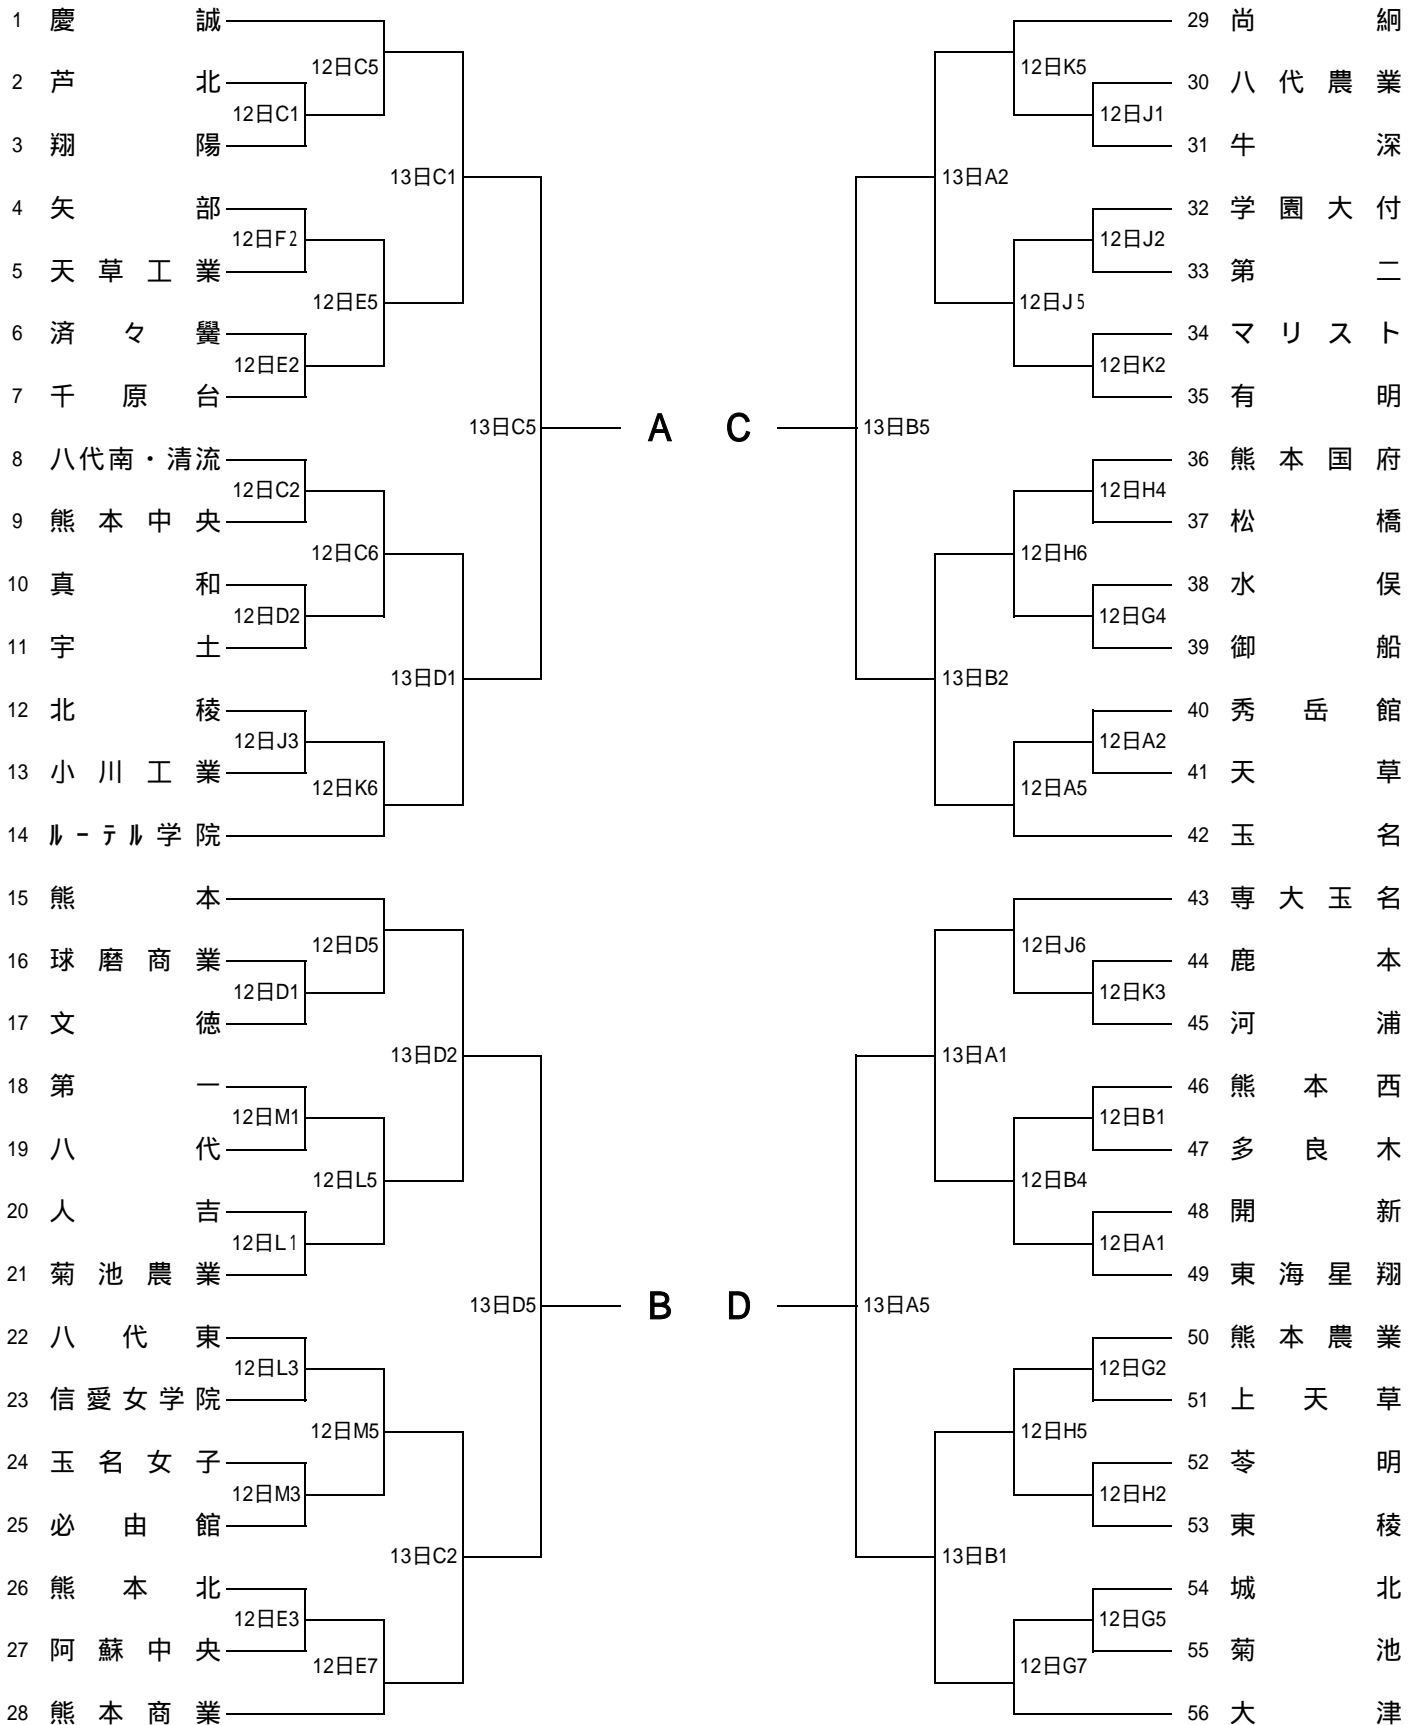 1 慶誠
12日C5
2 芦北
12日C1
3 翔陽
13日C1
4 矢部
12日F2
5 天草工業
12日E5
6 済々黌
12日E2
7 千原台
13日C5
A
8 八代南・清流
12日C2
9 熊本中央
12日C6
10 真和
12日D2
11 宇土
13日D1
12 北稜
12日J3
13 小川工業
12日K6
14 ﾙｰﾃﾙ学院
15 熊本
12日D5
16 球磨商業
12日D1
17 文徳
13日D2
18 第一
12日M1
19 八代
12日L5
20 人吉
12日L1
21 菊池農業
13日D5
B
22 八代東
12日L3
23 信愛女学院
12日M5
24 玉名女子
12日M3
25 必由館
13日C2
26 熊本北
12日E3
27 阿蘇中央
12日E7
28 熊本商業
29 尚絅
12日K5
30 八代農業
12日J1
31 牛深
13日A2
32 学園大付
12日J2
33 第二
12日J5
34 マリスト
12日K2
35 有明
C
13日B5
36 熊本国府
12日H4
37 松橋
12日H6
38 水俣
12日G4
39 御船
13日B2
40 秀岳館
12日A2
41 天草
12日A5
42 玉名
43 専大玉名
12日J6
44 鹿本
12日K3
45 河浦
13日A1
46 熊本西
12日B1
47 多良木
12日B4
48 開新
12日A1
49 東海星翔
D
13日A5
50 熊本農業
12日G2
51 上天草
12日H5
52 苓明
12日H2
53 東稜
13日B1
54 城北
12日G5
55 菊池
12日G7
56 大津